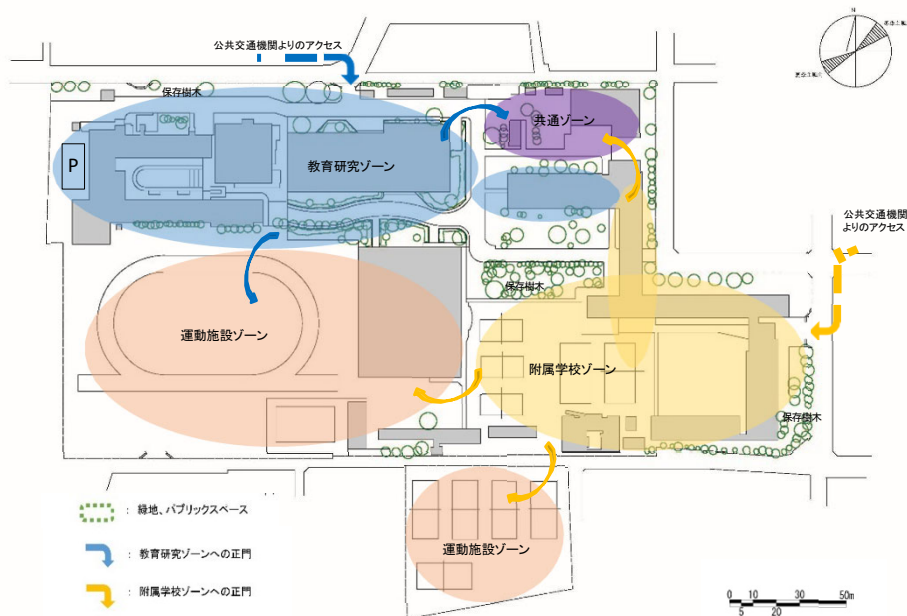 公共交通機関
よりのアクセス
N
保存樹木
共通ゾーン
教育研究ゾーン
P
公共交通機関
よりのアクセス
保存樹木
運動施設ゾーン
附属学校ゾーン
保存樹木
運動施設ゾーン
: 緑地、パブリックスペース
: 教育研究ゾーンへの正門
: 附属学校ゾーンへの正門
0 10 30 50m
5 20